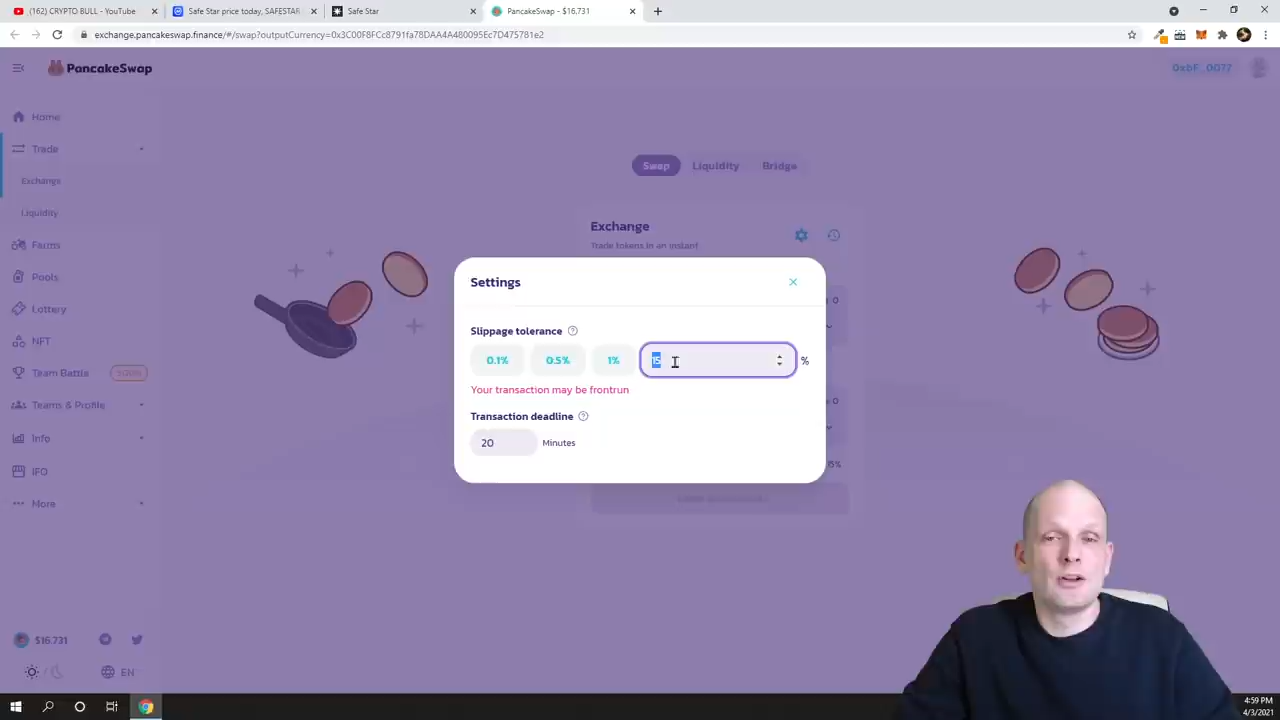 (162) CRYPTO BULL - YouTube
Safe Star price today, SAFESTAR
Safe Star
PancakeSwap - $16,731
exchange.pancakeswap.finance/#/swap?outputCurrency=0x3C00F8FCc8791fa78DAA4A480095Ec7D475781e2
PancakeSwap
Home
Trade
Exchange
Liquidity
Farms
Pools
Lottery
NFT
Team Battle
SOON
Teams & Profile
Info
IFO
More
$16.731
EN
Swap
Liquidity
Bridge
Exchange
Trade tokens in an instant
Settings
Slippage tolerance
0.1%
0.5%
1%
15
%
Your transaction may be frontrun
Transaction deadline
20
Minutes
15%
4:59 PM
4/3/2021